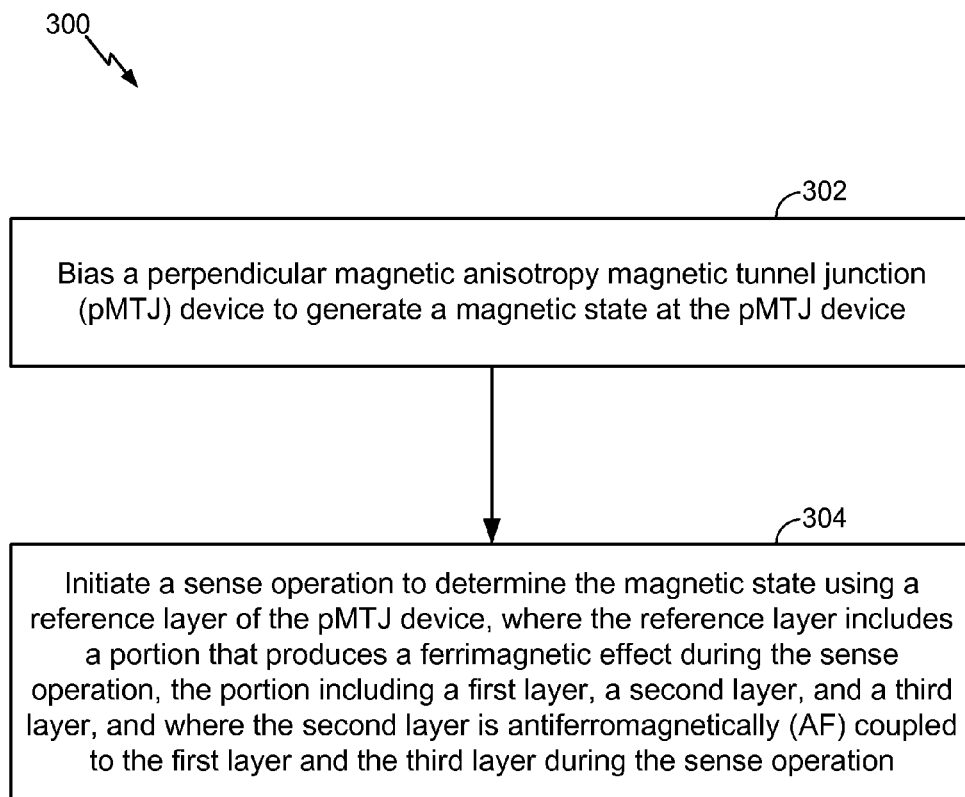 300
302
Bias a perpendicular magnetic anisotropy magnetic tunnel junction
(pMTJ) device to generate a magnetic state at the pMTJ device
304
Initiate a sense operation to determine the magnetic state using a
reference layer of the pMTJ device, where the reference layer includes
a portion that produces a ferrimagnetic effect during the sense
operation, the portion including a first layer, a second layer, and a third
layer, and where the second layer is antiferromagnetically (AF) coupled
to the first layer and the third layer during the sense operation